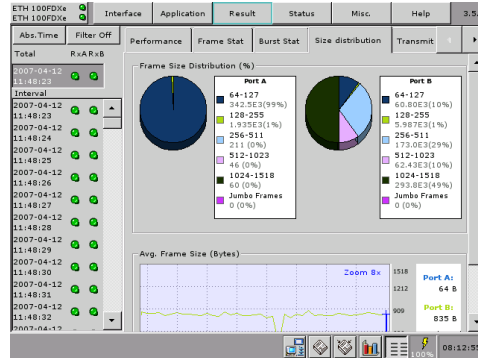 ETH 100FDXe
ETH 100FDXe
Interface Application Result Status Misc. Help 3.5.
Abs.Time Filter Off
Performance Frame Stat Burst Stat Size distribution Transmit
Total RxA RxB
2007-04-12
11:48:23
Interval
2007-04-12
11:48:23
2007-04-12
11:48:24
2007-04-12
11:48:25
2007-04-12
11:48:26
2007-04-12
11:48:27
2007-04-12
11:48:28
2007-04-12
11:48:29
2007-04-12
11:48:30
2007-04-12
11:48:31
2007-04-12
11:48:32
2007-04-12
Frame Size Distribution (%)
Port A
64-127
342.5E3(99%)
128-255
1.935E3(1%)
256-511
211 (0%)
512-1023
46 (0%)
1024-1518
60 (0%)
Jumbo Frames
0 (0%)
Port B
64-127
60.80E3(10%)
128-255
5.987E3(1%)
256-511
173.0E3(29%)
512-1023
62.43E3(10%)
1024-1518
293.8E3(49%)
Jumbo Frames
0 (0%)
Avg. Frame Size (Bytes)
Zoom 8x
1518
1212
909
Port A:
64 B
Port B:
835 B
100%
08:12:55